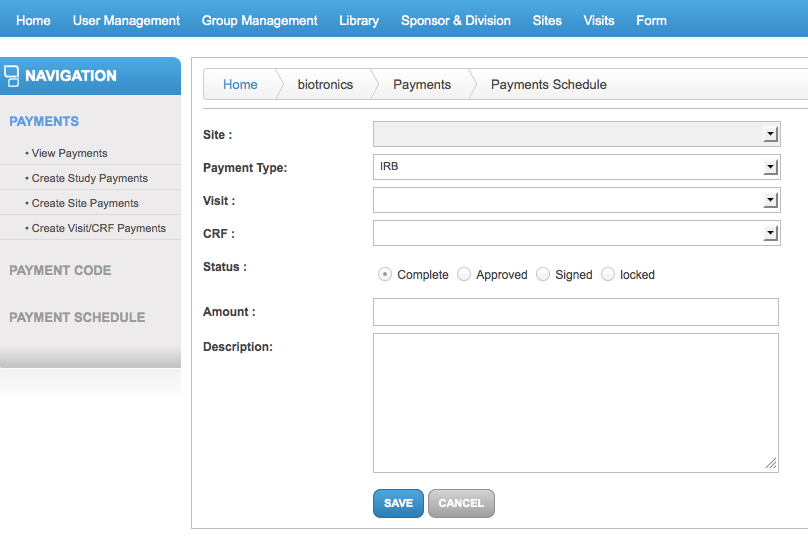 Home User Management Group Management Library Sponsor & Division Sites Visits Form
NAVIGATION
PAYMENTS
• View Payments
• Create Study Payments
• Create Site Payments
• Create Visit/CRF Payments
PAYMENT CODE
PAYMENT SCHEDULE
Home biotronics Payments Payments Schedule
Site :
Payment Type: IRB
Visit :
CRF :
Status : Complete Approved Signed locked
Amount :
Description:
SAVE CANCEL